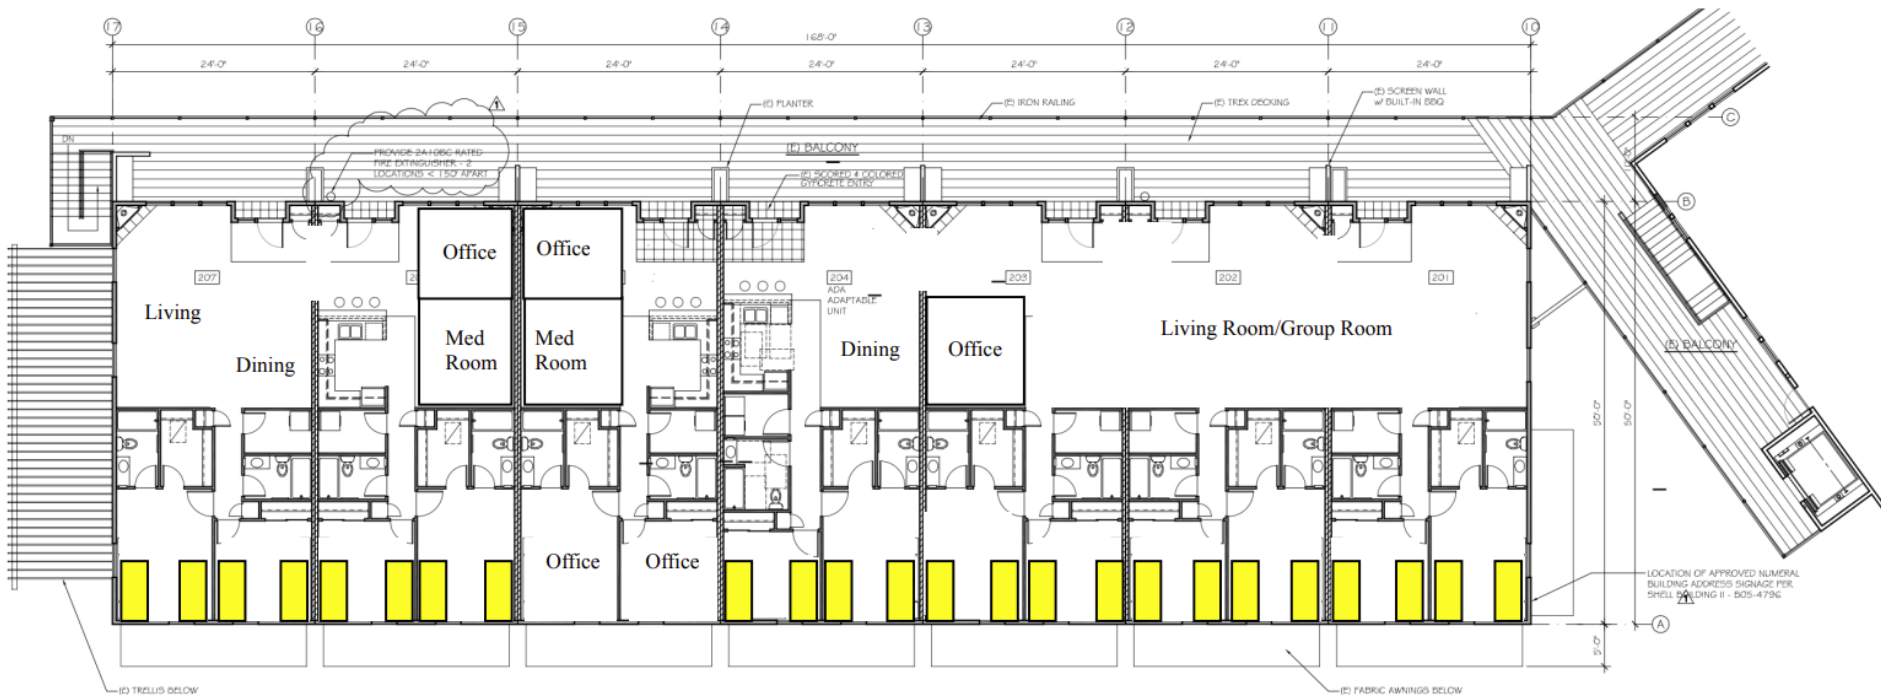 17 16 15 14 13 12 11 10
168'-0"
24'-0" 24'-0" 24'-0" 24'-0" 24'-0" 24'-0" 24'-0"
1
(E) PLANTER
(E) IRON RAILING
(E) TREX DECKING
(E) SCREEN WALL
w/ BUILT-IN BBQ
C
DN
PROVIDE 2A10BC RATED
FIRE EXTINGUISHER - 2
LOCATIONS < 150' APART
(E) BALCONY
(E) SCORED & COLORED
GYPCRETE ENTRY
B
Office
Office
207
204
203
202
201
ADA
ADAPTABLE
UNIT
Living
Med
Room
Med
Room
Dining
Dining
Office
Living Room/Group Room
(E) BALCONY
50'-0"
50'-0"
Office
Office
LOCATION OF APPROVED NUMERAL
BUILDING ADDRESS SIGNAGE PER
SHELL BUILDING II - B05-4796
1
A
5'-0"
(E) TRELLIS BELOW
(E) FABRIC AWNINGS BELOW